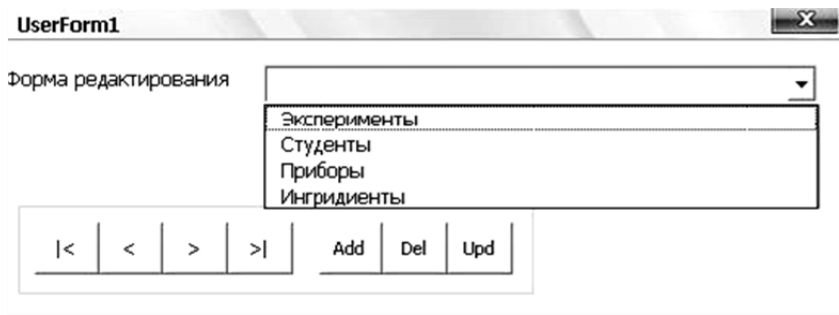 UserForm1
Форма редактирования
Эксперименты
Студенты
Приборы
Ингридиенты
|< < > >| Add Del Upd